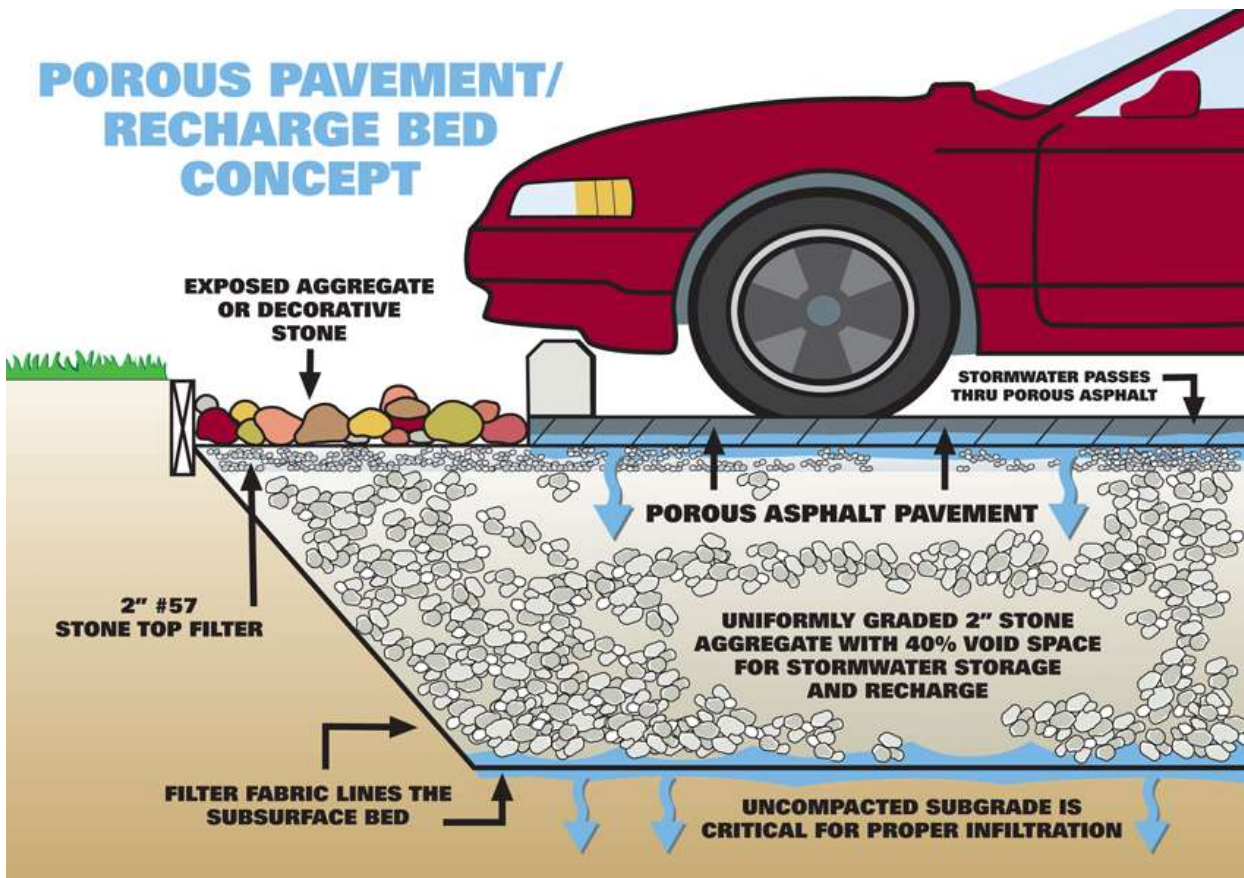 POROUS PAVEMENT/
RECHARGE BED
CONCEPT
EXPOSED AGGREGATE
OR DECORATIVE
STONE
STORMWATER PASSES
THRU POROUS ASPHALT
POROUS ASPHALT PAVEMENT
2" #57
STONE TOP FILTER
UNIFORMLY GRADED 2" STONE
AGGREGATE WITH 40% VOID SPACE
FOR STORMWATER STORAGE
AND RECHARGE
FILTER FABRIC LINES THE
SUBSURFACE BED
UNCOMPACTED SUBGRADE IS
CRITICAL FOR PROPER INFILTRATION